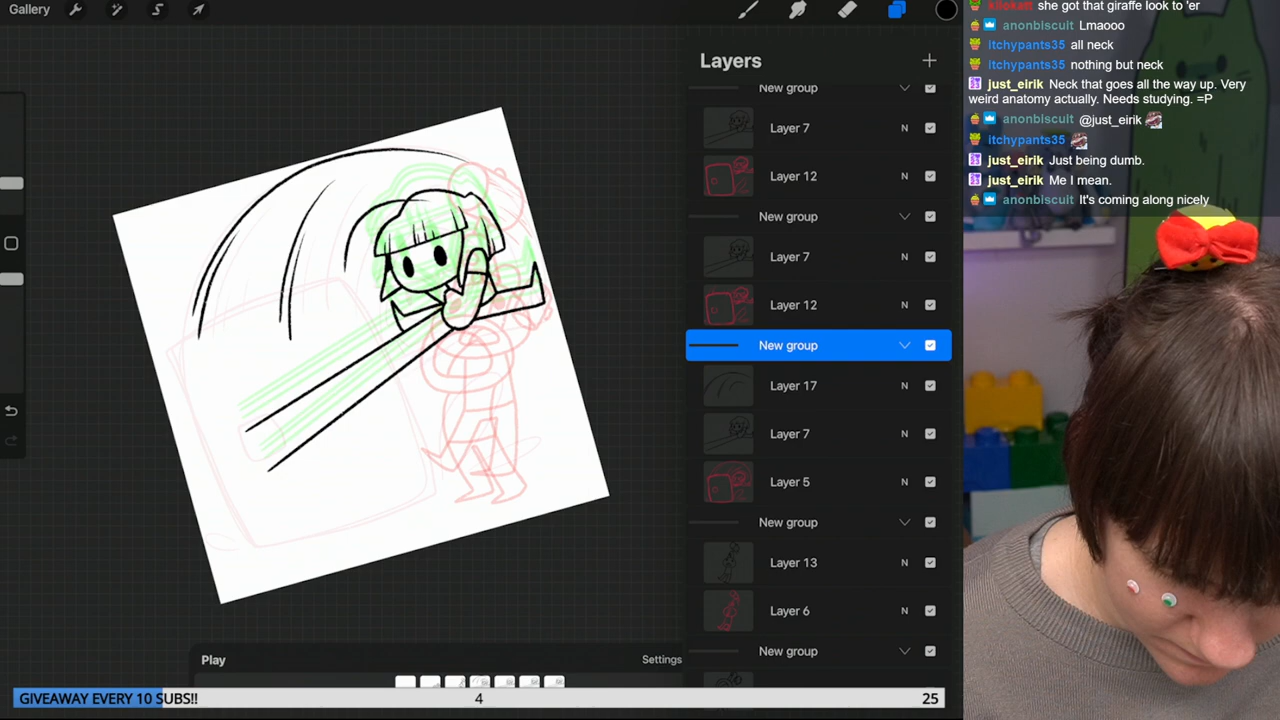 Gallery
Layers
New group
Layer 7
N
Layer 12
N
New group
Layer 7
N
Layer 12
N
New group
Layer 17
N
Layer 7
N
Layer 5
N
New group
Layer 13
N
Layer 6
N
New group
Play
Settings
GIVEAWAY EVERY 10 SUBS!!
4
25
she got that giraffe look to 'er
anonbiscuit Lmaooo
itchypants35 all neck
itchypants35 nothing but neck
just_eirik Neck that goes all the way up. Very
weird anatomy actually. Needs studying. =P
anonbiscuit @just_eirik
itchypants35
just_eirik Just being dumb.
just_eirik Me I mean.
anonbiscuit It's coming along nicely